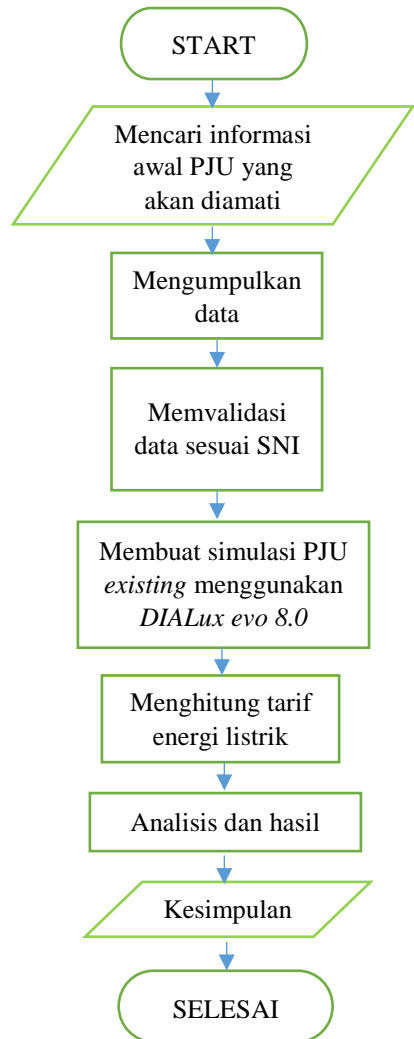 START
Mencari informasi
awal PJU yang
akan diamati
Mengumpulkan
data
Memvalidasi
data sesuai SNI
Membuat simulasi PJU
existing menggunakan
DIALux evo 8.0
Menghitung tarif
energi listrik
Analisis dan hasil
Kesimpulan
SELESAI